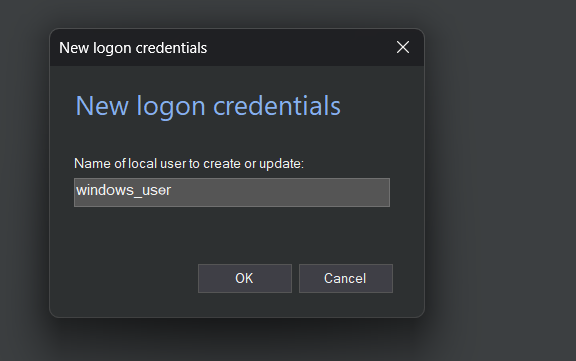 New logon credentials
New logon credentials
Name of local user to create or update:
windows_user
OK
Cancel